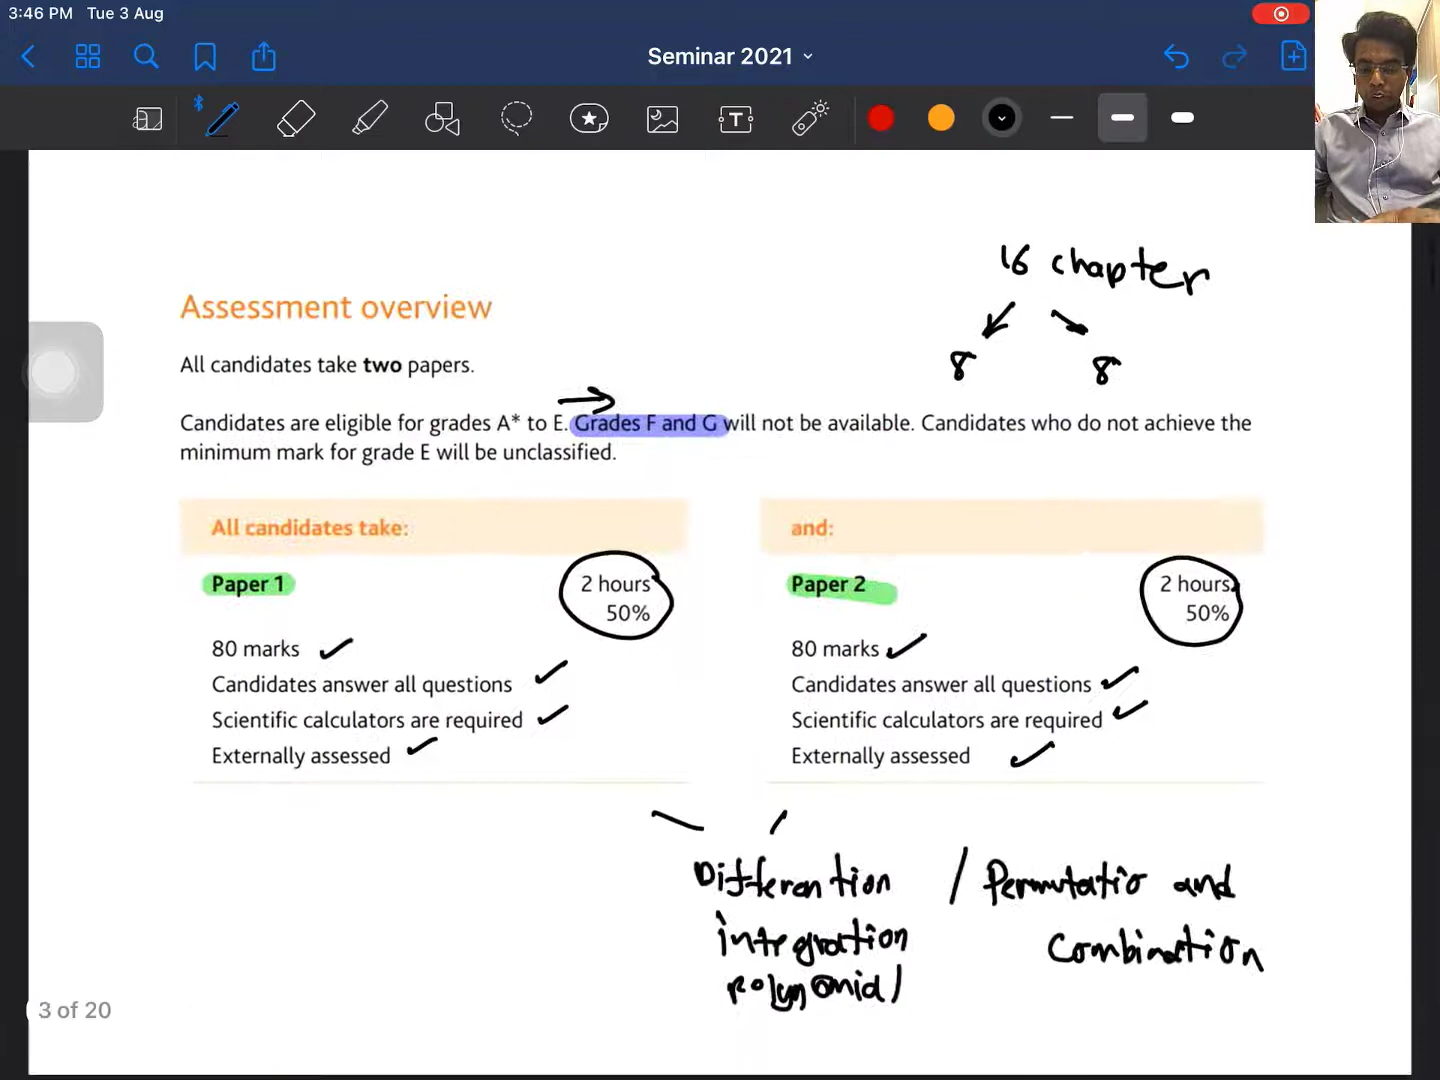 3:46 PM Tue 3 Aug
Seminar 2021
T
16 chapter
8 8
Assessment overview
All candidates take two papers.
Candidates are eligible for grades A* to E. Grades F and G will not be available. Candidates who do not achieve the
minimum mark for grade E will be unclassified.
All candidates take:
Paper 1
2 hours
50%
80 marks
Candidates answer all questions
Scientific calculators are required
Externally assessed
and:
Paper 2
2 hours
50%
80 marks
Candidates answer all questions
Scientific calculators are required
Externally assessed
Differention / Permutatio and
integration combination
polynomial
3 of 20